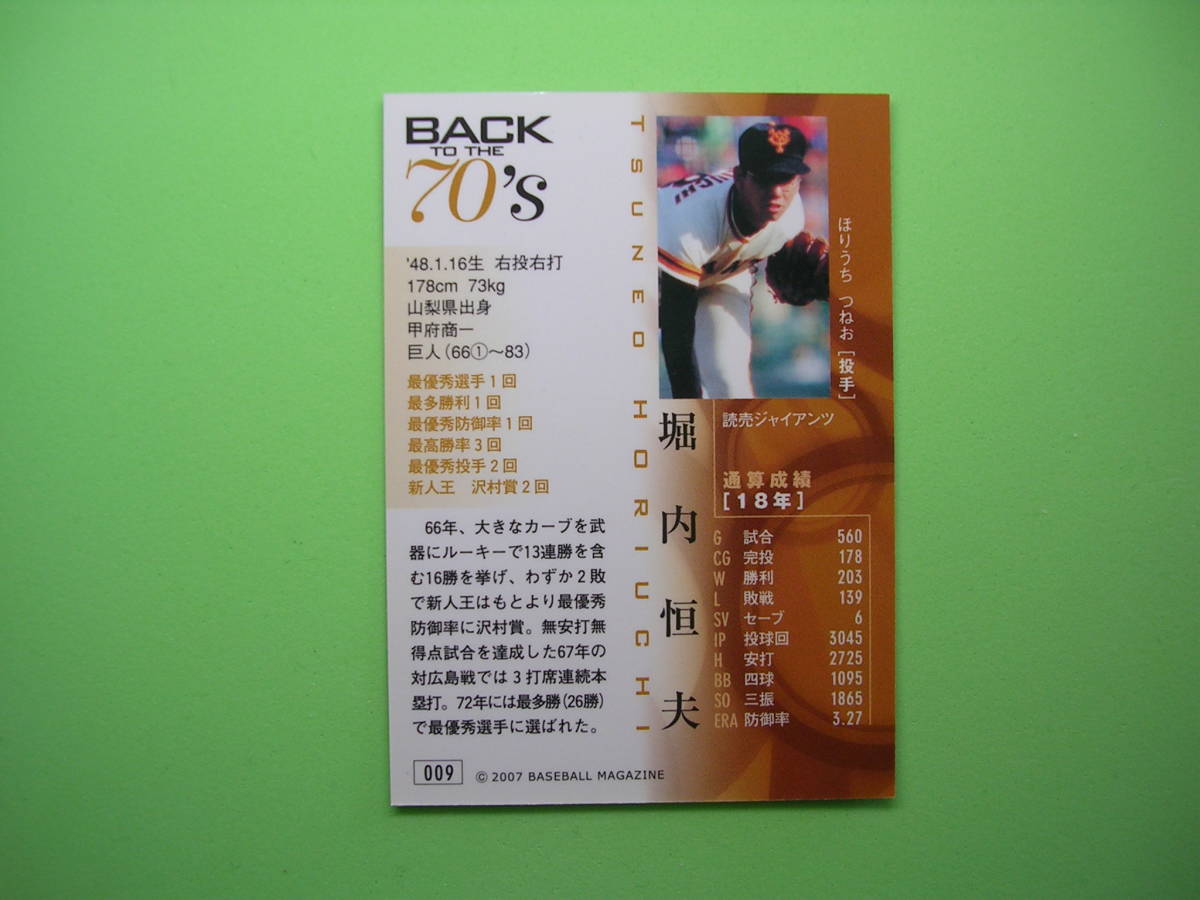 BACK
TO THE
70's
'48.1.16生 右投右打
178cm 73kg
山梨県出身
甲府商一
巨人(66①〜83)
最優秀選手1回
最多勝利1回
最優秀防御率1回
最高勝率3回
最優秀投手2回
新人王 沢村賞2回
66年、大きなカーブを武
器にルーキーで13連勝を含
む16勝を挙げ、わずか2敗
で新人王はもとより最優秀
防御率に沢村賞。無安打無
得点試合を達成した67年の
対広島戦では3打席連続本
塁打。72年には最多勝(26勝)
で最優秀選手に選ばれた。
009
© 2007 BASEBALL MAGAZINE
TSUNEO HORIUCHI
堀内恒夫
ほりうち つねお [投手]
読売ジャイアンツ
通算成績
[18年]
G 試合 560
CG 完投 178
W 勝利 203
L 敗戦 139
SV セーブ 6
IP 投球回 3045
H 安打 2725
BB 四球 1095
SO 三振 1865
ERA 防御率 3.27